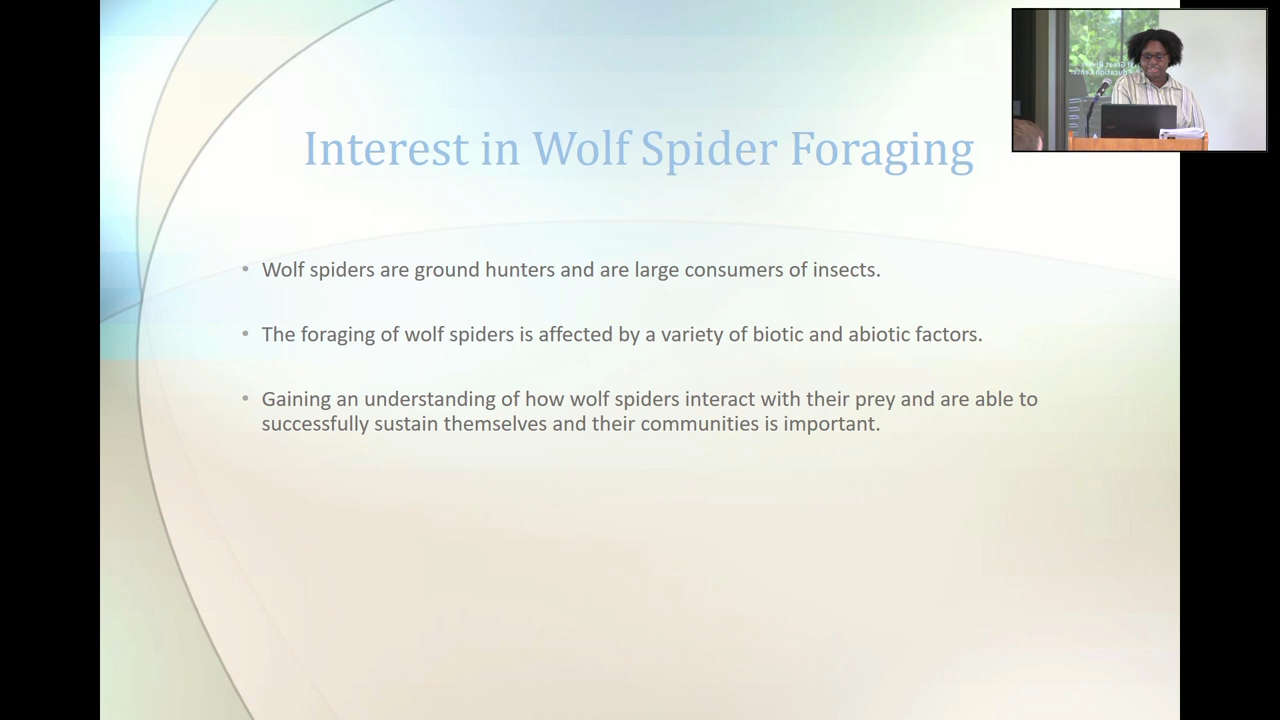 Interest in Wolf Spider Foraging
• Wolf spiders are ground hunters and are large consumers of insects.
• The foraging of wolf spiders is affected by a variety of biotic and abiotic factors.
• Gaining an understanding of how wolf spiders interact with their prey and are able to
successfully sustain themselves and their communities is important.